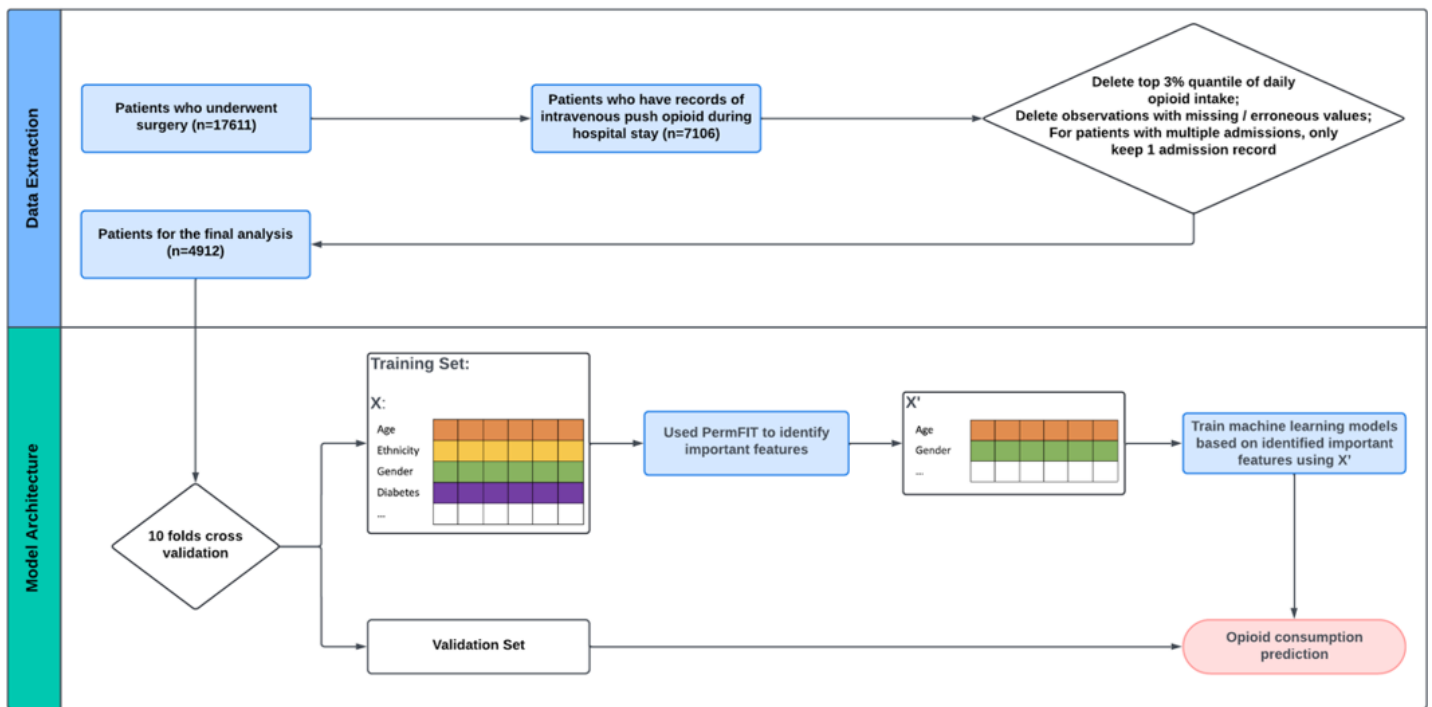 Data Extraction
Patients who underwent
surgery (n=17611)
Patients who have records of
intravenous push opioid during
hospital stay (n=7106)
Delete top 3% quantile of daily
opioid intake;
Delete observations with missing / erroneous values;
For patients with multiple admissions, only
keep 1 admission record
Patients for the final analysis
(n=4912)
Model Architecture
10 folds cross
validation
Training Set:
X:
Age
Ethnicity
Gender
Diabetes
...
Used PermFIT to identify
important features
X'
Age
Gender
...
Train machine learning models
based on identified important
features using X'
Validation Set
Opioid consumption
prediction